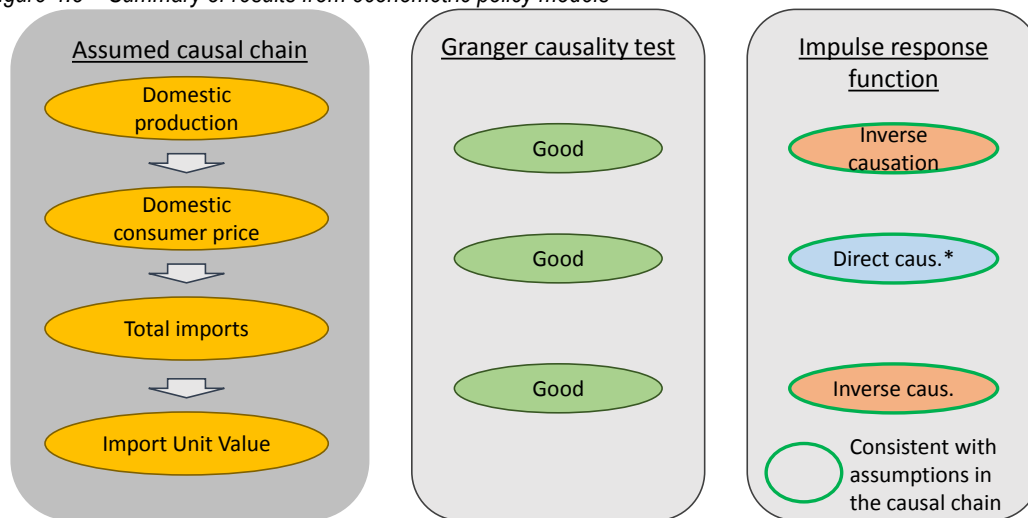 Assumed causal chain
Domestic
production
Domestic
consumer price
Total imports
Import Unit Value
Granger causality test
Good
Good
Good
Impulse response
function
Inverse
causation
Direct caus.*
Inverse caus.
Consistent with
assumptions in
the causal chain